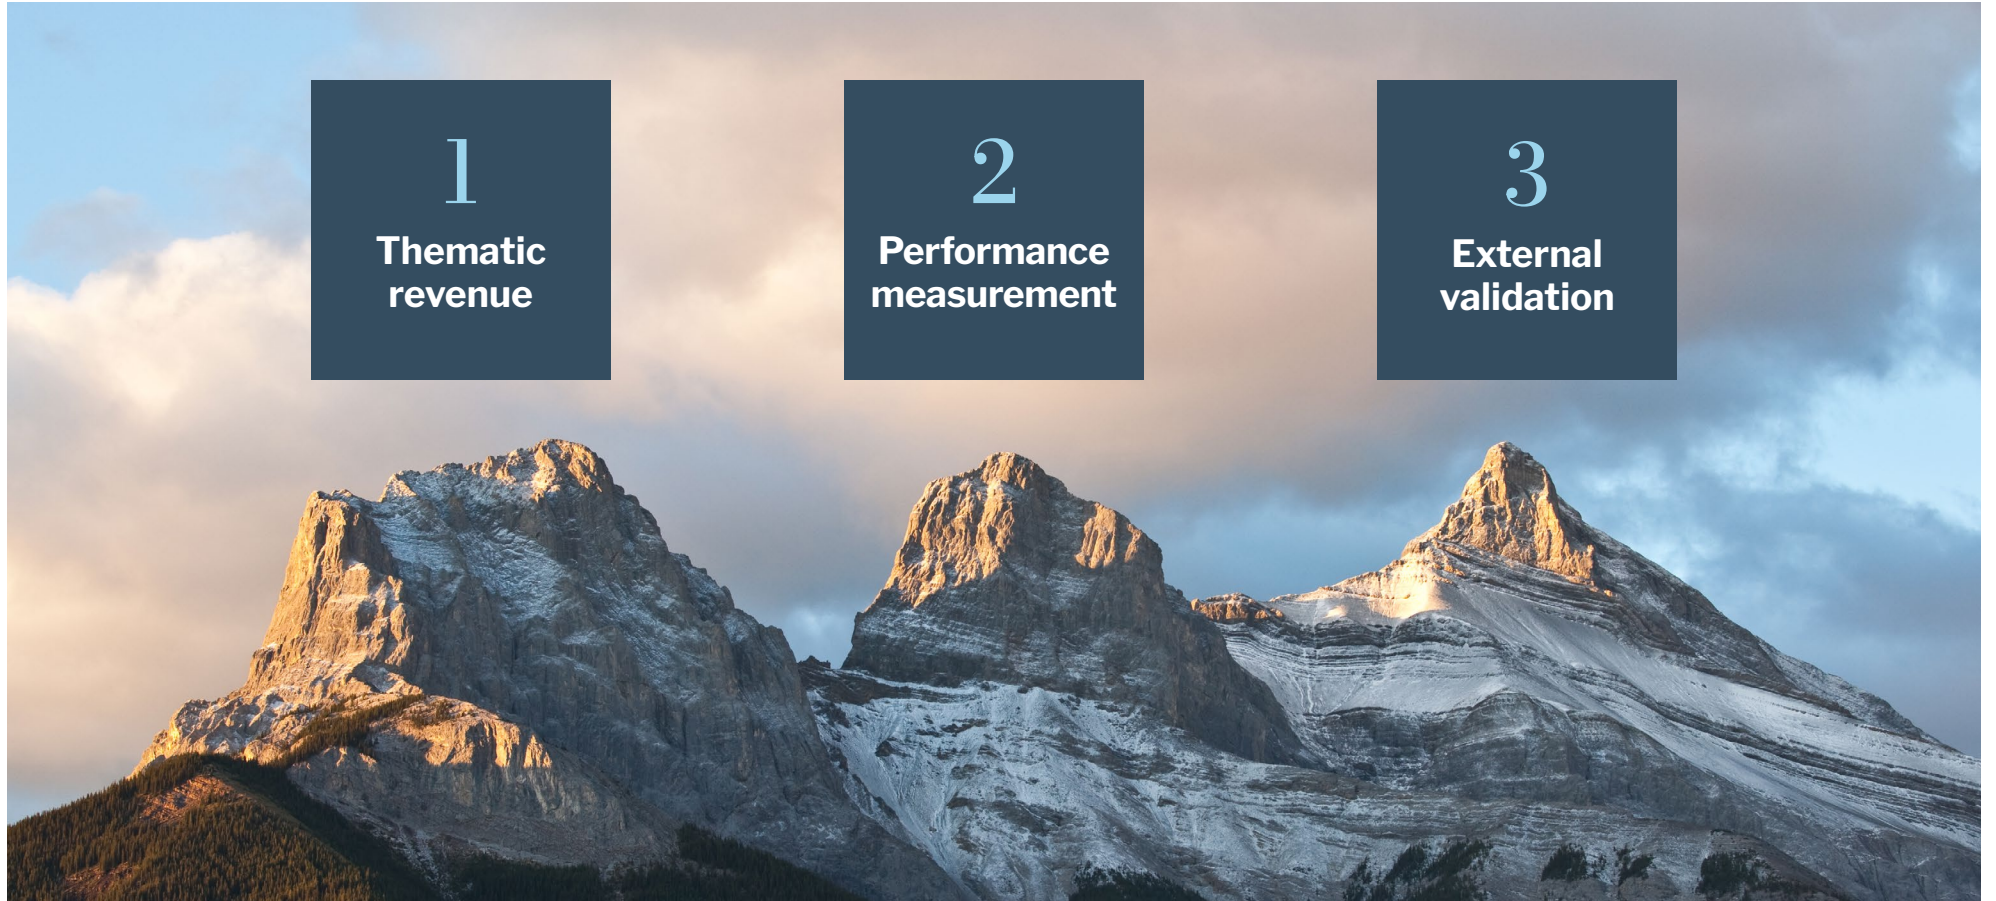 1
Thematic
revenue
2
Performance
measurement
3
External
validation